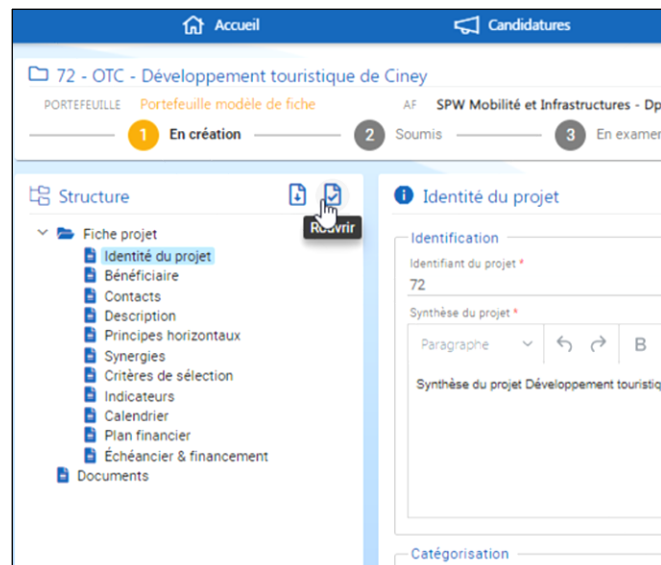 Accueil
Candidatures
72 - OTC - Développement touristique de Ciney
PORTEFEUILLE Portefeuille modèle de fiche AF SPW Mobilité et Infrastructures - Dp
1 En création 2 Soumis 3 En examen
Structure
Rouvrir
Fiche projet
Identité du projet
Bénéficiaire
Contacts
Description
Principes horizontaux
Synergies
Critères de sélection
Indicateurs
Calendrier
Plan financier
Échéancier & financement
Documents
Identité du projet
Identification
Identifiant du projet *
72
Synthèse du projet *
Paragraphe B
Synthèse du projet Développement touristiq
Catégorisation